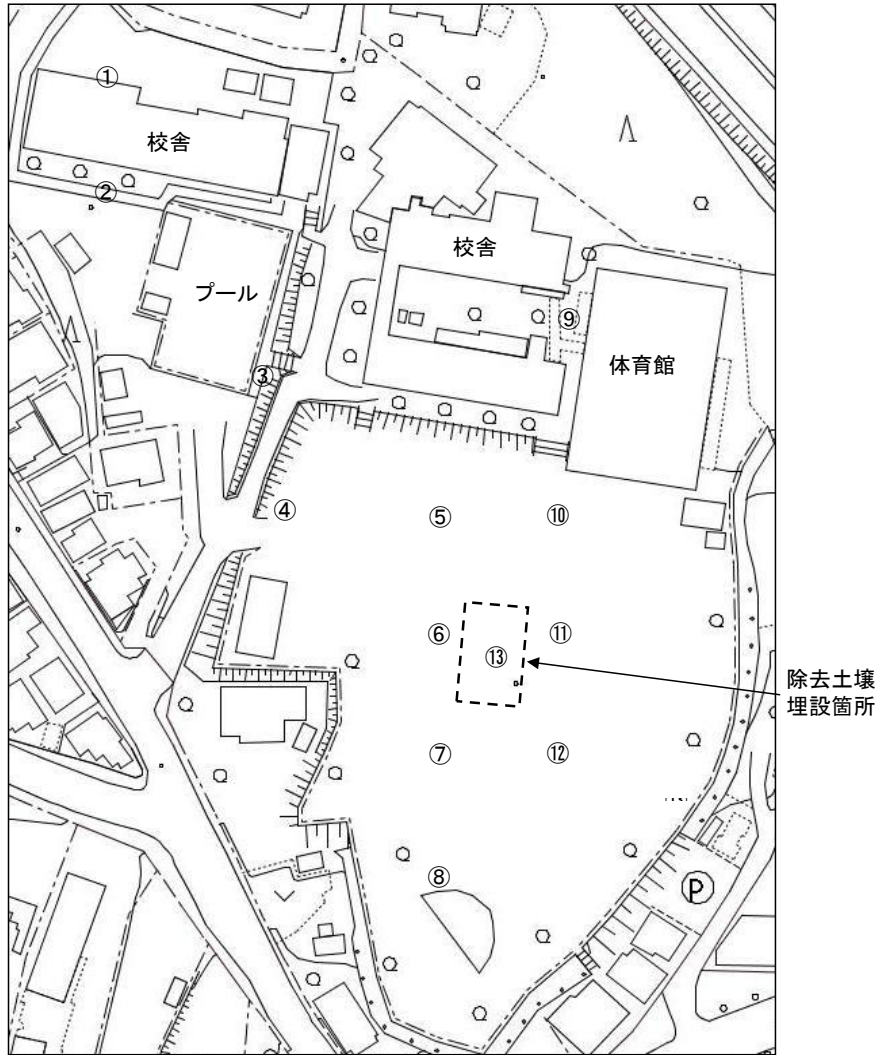 ①
校舎
②
校舎
プール
⑨
体育館
③
④
⑤
⑩
⑥
⑪
⑬
除去土壌
埋設箇所
⑦
⑫
⑧
P